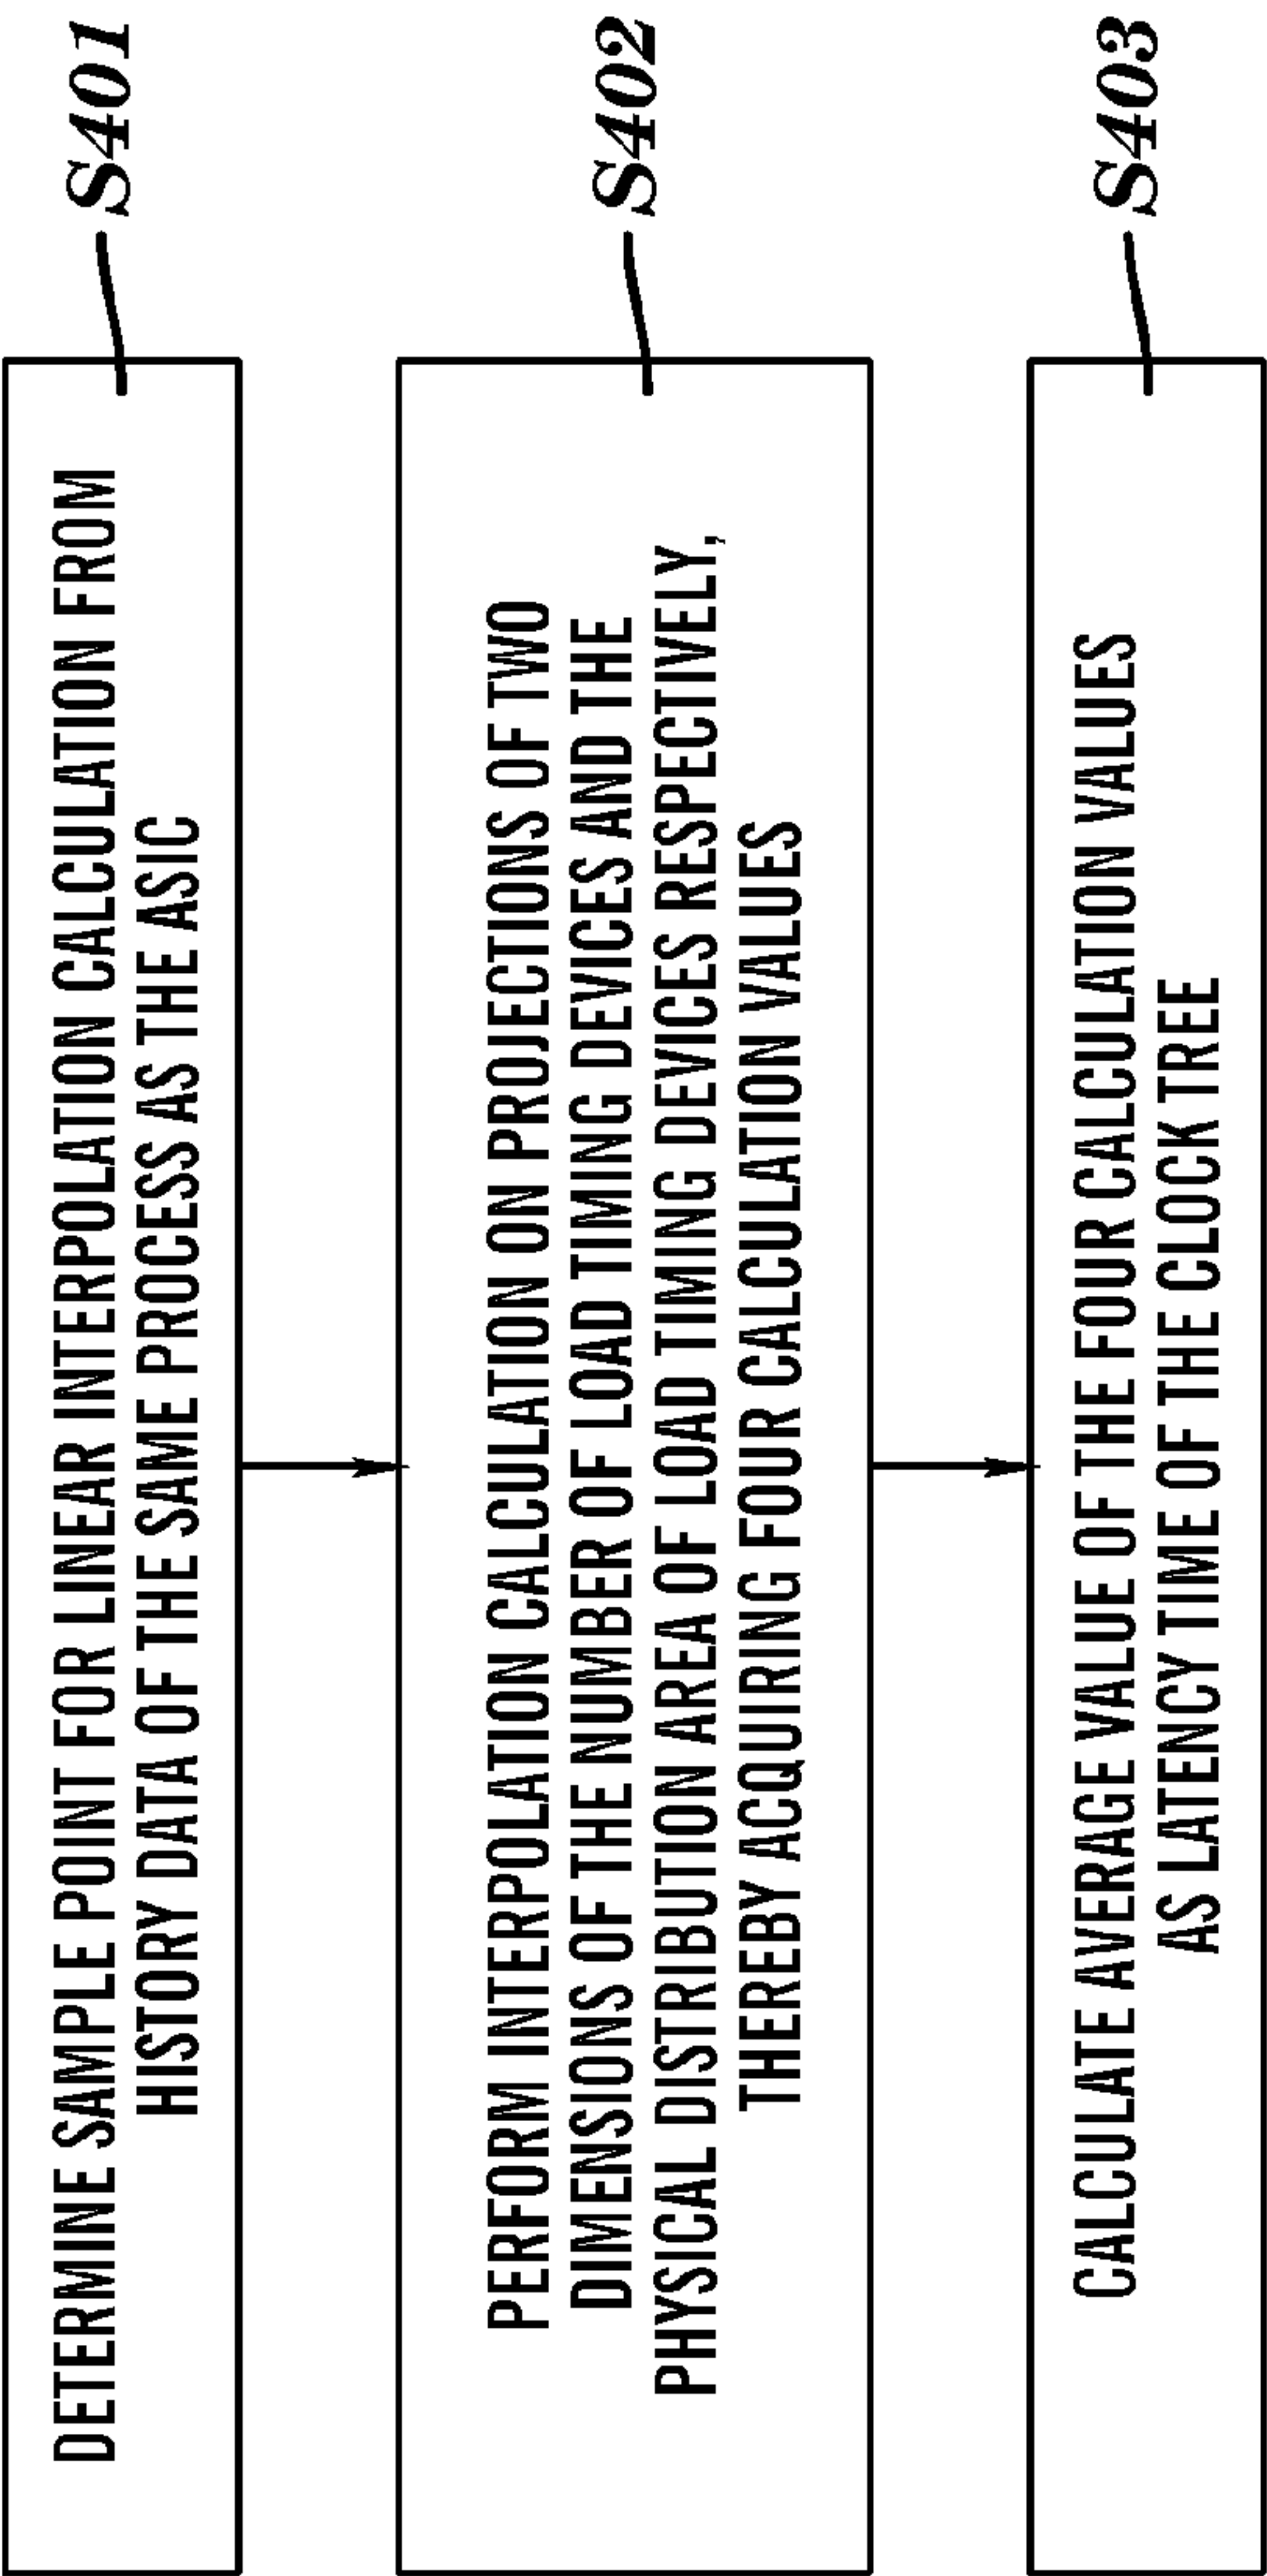 S401
DETERMINE SAMPLE POINT FOR LINEAR INTERPOLATION CALCULATION FROM
HISTORY DATA OF THE SAME PROCESS AS THE ASIC
S402
PERFORM INTERPOLATION CALCULATION ON PROJECTIONS OF TWO
DIMENSIONS OF THE NUMBER OF LOAD TIMING DEVICES AND THE
PHYSICAL DISTRIBUTION AREA OF LOAD TIMING DEVICES RESPECTIVELY,
THEREBY ACQUIRING FOUR CALCULATION VALUES
S403
CALCULATE AVERAGE VALUE OF THE FOUR CALCULATION VALUES
AS LATENCY TIME OF THE CLOCK TREE